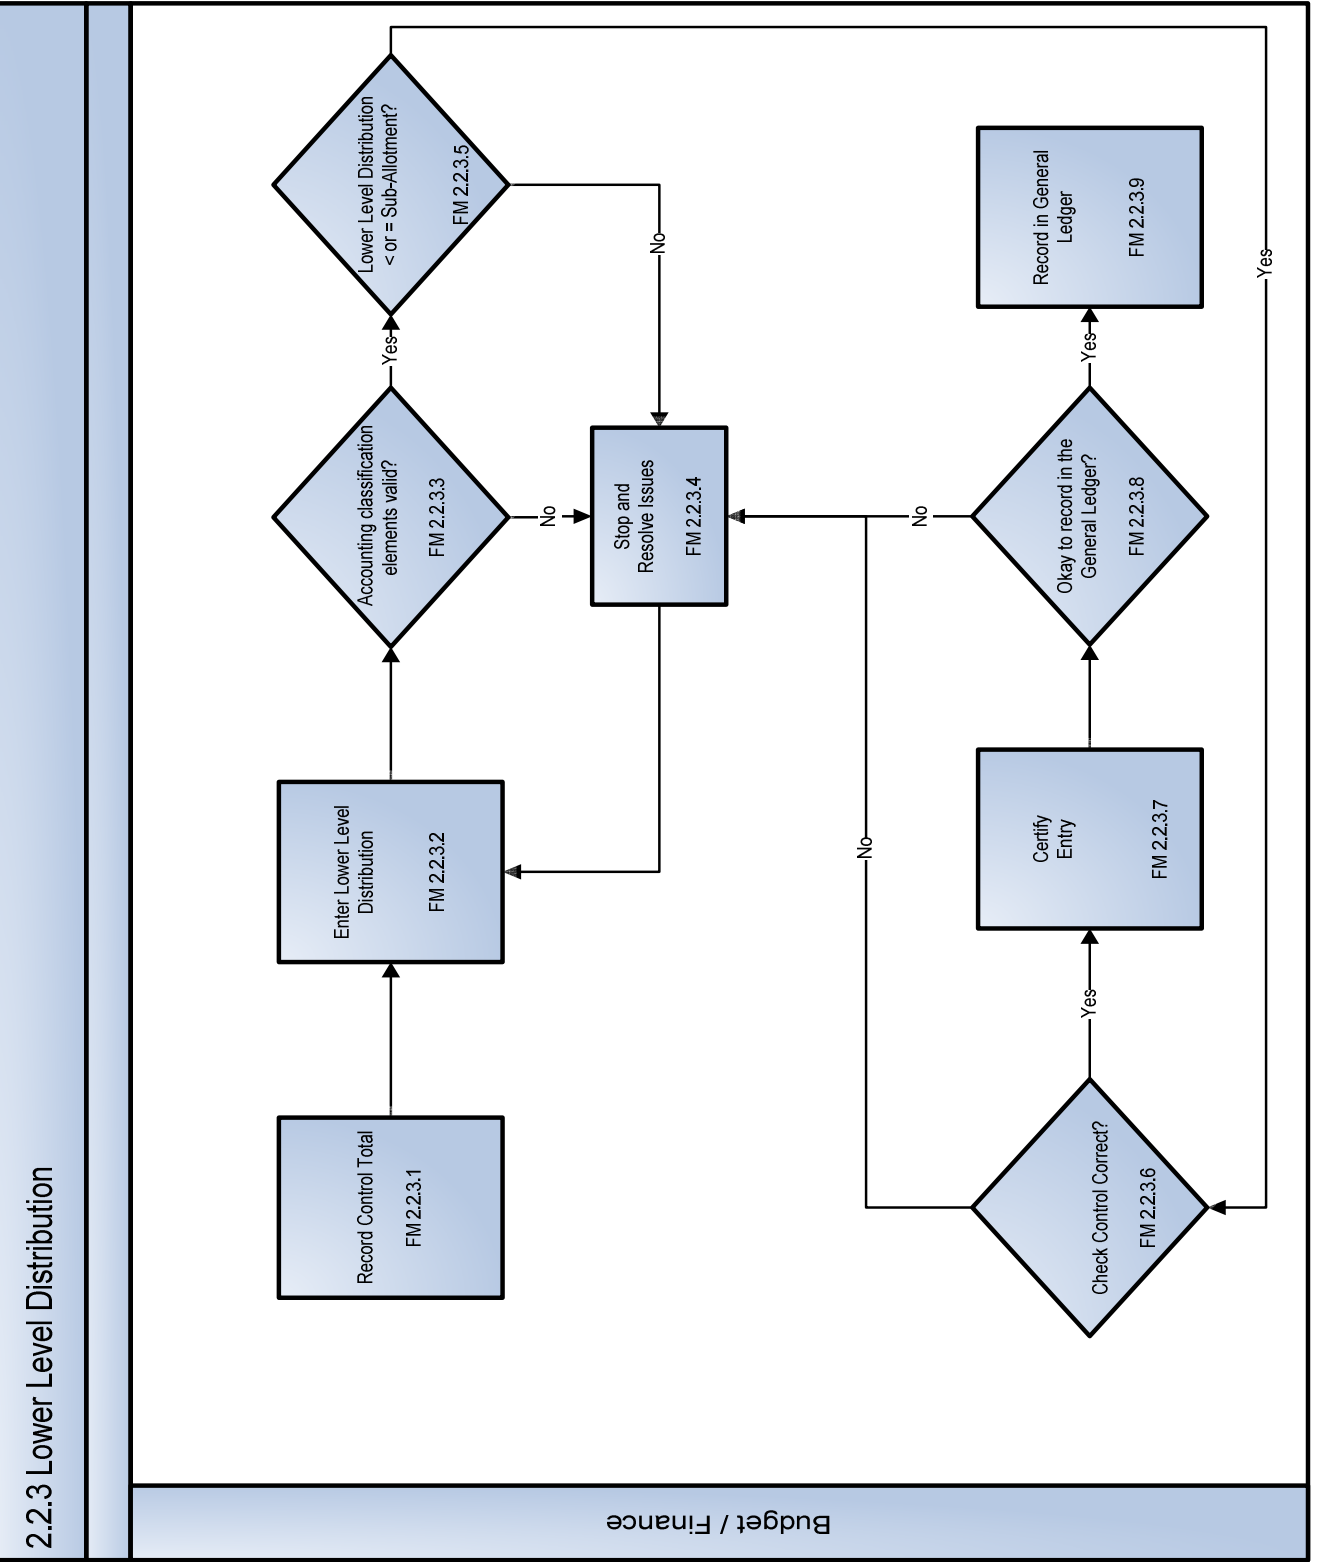 2.2.3 Lower Level Distribution
Budget / Finance
Record Control Total
FM 2.2.3.1
Enter Lower Level
Distribution
FM 2.2.3.2
Accounting classification
elements valid?
FM 2.2.3.3
Yes
Lower Level Distribution
< or = Sub-Allotment?
FM 2.2.3.5
No
No
Stop and
Resolve Issues
FM 2.2.3.4
No
No
Check Control Correct?
FM 2.2.3.6
Yes
Certify
Entry
FM 2.2.3.7
Okay to record in the
General Ledger?
FM 2.2.3.8
Yes
Record in General
Ledger
FM 2.2.3.9
Yes